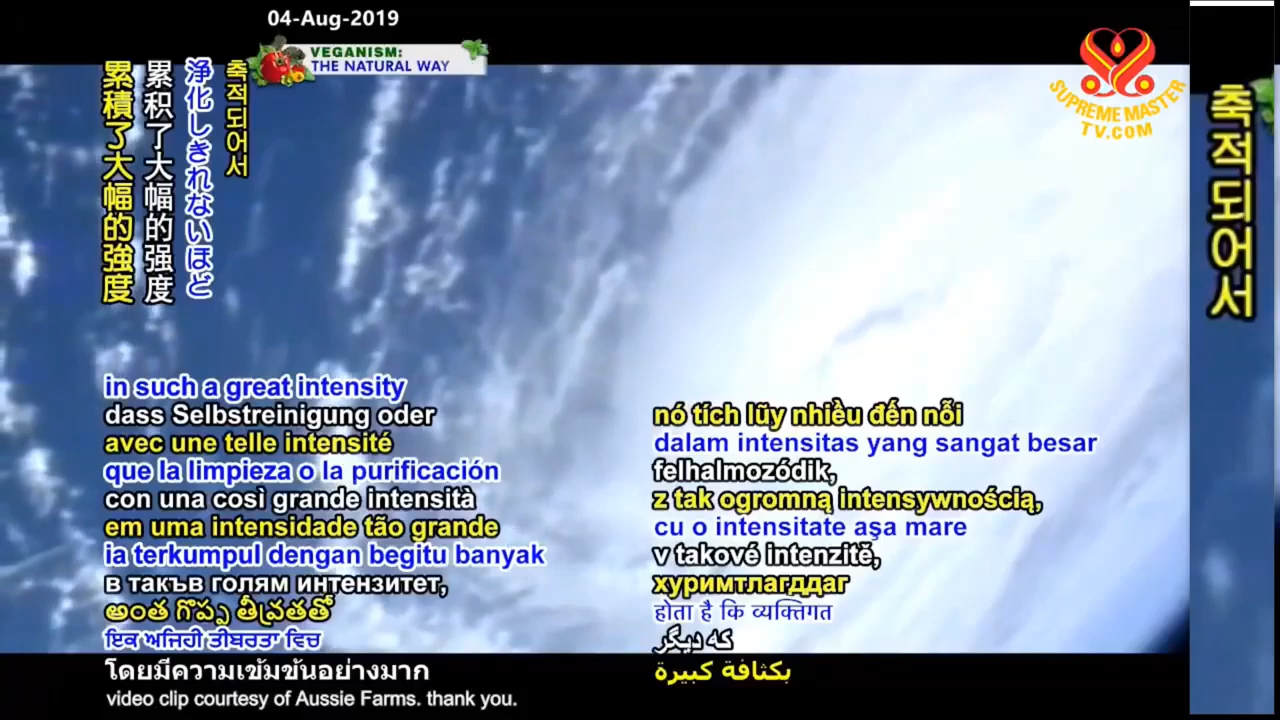 04-Aug-2019
VEGANISM:
THE NATURAL WAY
SUPREME MASTER
TV.COM
축적되어서
浄化しきれないほど
累积了大幅的强度
累積了大幅的強度
축적되어서
in such a great intensity
dass Selbstreinigung oder
avec une telle intensité
que la limpieza o la purificación
con una così grande intensità
em uma intensidade tão grande
ia terkumpul dengan begitu banyak
в такъв голям интензитет,
అంత గొప్ప తీవ్రతతో
ਇਕ ਅਜਿਹੀ ਤੀਬਰਤਾ ਵਿਚ
โดยมีความเข้มข้นอย่างมาก
nó tích lũy nhiều đến nỗi
dalam intensitas yang sangat besar
felhalmozódik,
z tak ogromną intensywnością,
cu o intensitate aşa mare
v takové intenzitě,
хуримтлагддаг
होता है कि व्यक्तिगत
که دیگر
بكثافة كبيرة
video clip courtesy of Aussie Farms. thank you.